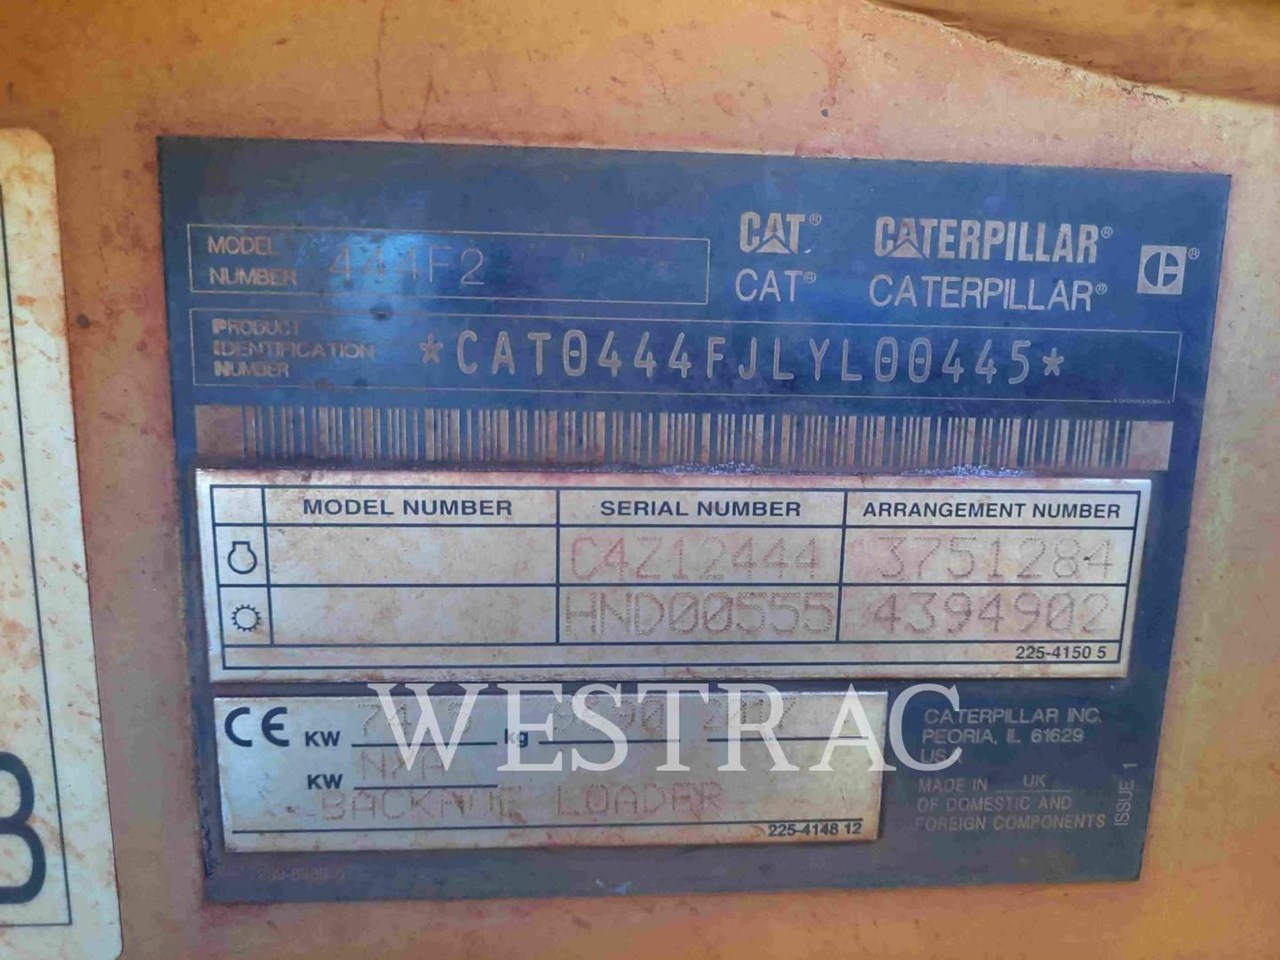 MODEL NUMBER 444F2
CAT® CATERPILLAR®
CAT® CATERPILLAR®
PRODUCT IDENTIFICATION NUMBER *CAT0444FJLYL00445*
MODEL NUMBER SERIAL NUMBER ARRANGEMENT NUMBER
C4Z12444 3751284
HND00555 4394902
225-4150 5
CE KW kg
KW N/A
BACKHOE LOADER
225-4148 12
WESTRAC
CATERPILLAR INC.
PEORIA, IL 61629
USA
MADE IN UK
OF DOMESTIC AND
FOREIGN COMPONENTS
ISSUE 1